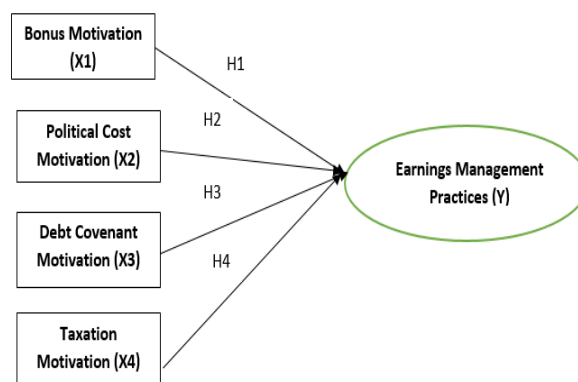 Bonus Motivation
(X1)
H1
Political Cost
Motivation (X2)
H2
Earnings Management
Practices (Y)
Debt Covenant
Motivation (X3)
H3
H4
Taxation
Motivation (X4)